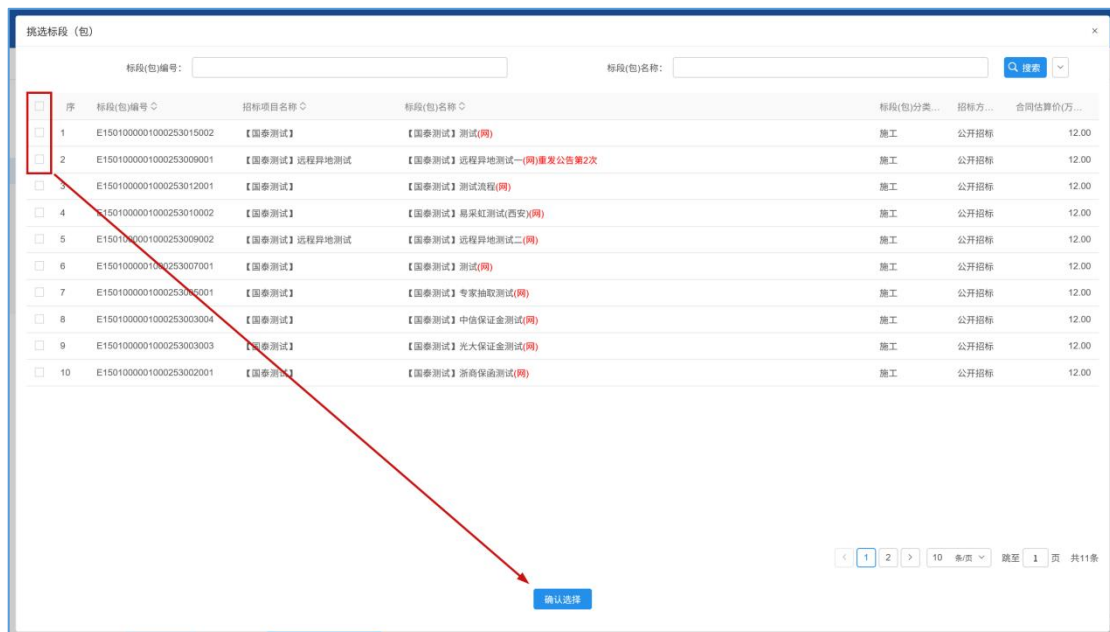 挑选标段（包） ×
标段(包)编号: 标段(包)名称: 搜索
序 标段(包)编号 招标项目名称 标段(包)名称 标段(包)分类... 招标方... 合同估算价(万...
1 E1501000001000253015002 【国泰测试】 【国泰测试】测试(网) 施工 公开招标 12.00
2 E1501000001000253009001 【国泰测试】远程异地测试 【国泰测试】远程异地测试一(网)重发公告第2次 施工 公开招标 12.00
3 E1501000001000253012001 【国泰测试】 【国泰测试】测试流程(网) 施工 公开招标 12.00
4 E1501000001000253010002 【国泰测试】 【国泰测试】易采虹测试(西安)(网) 施工 公开招标 12.00
5 E1501000001000253009002 【国泰测试】远程异地测试 【国泰测试】远程异地测试二(网) 施工 公开招标 12.00
6 E1501000001000253007001 【国泰测试】 【国泰测试】测试(网) 施工 公开招标 12.00
7 E1501000001000253005001 【国泰测试】 【国泰测试】专家抽取测试(网) 施工 公开招标 12.00
8 E1501000001000253003004 【国泰测试】 【国泰测试】中信保证金测试(网) 施工 公开招标 12.00
9 E1501000001000253003003 【国泰测试】 【国泰测试】光大保证金测试(网) 施工 公开招标 12.00
10 E1501000001000253002001 【国泰测试】 【国泰测试】浙商保函测试(网) 施工 公开招标 12.00
< 1 2 > 10 条/页 跳至 1 页 共11条
确认选择